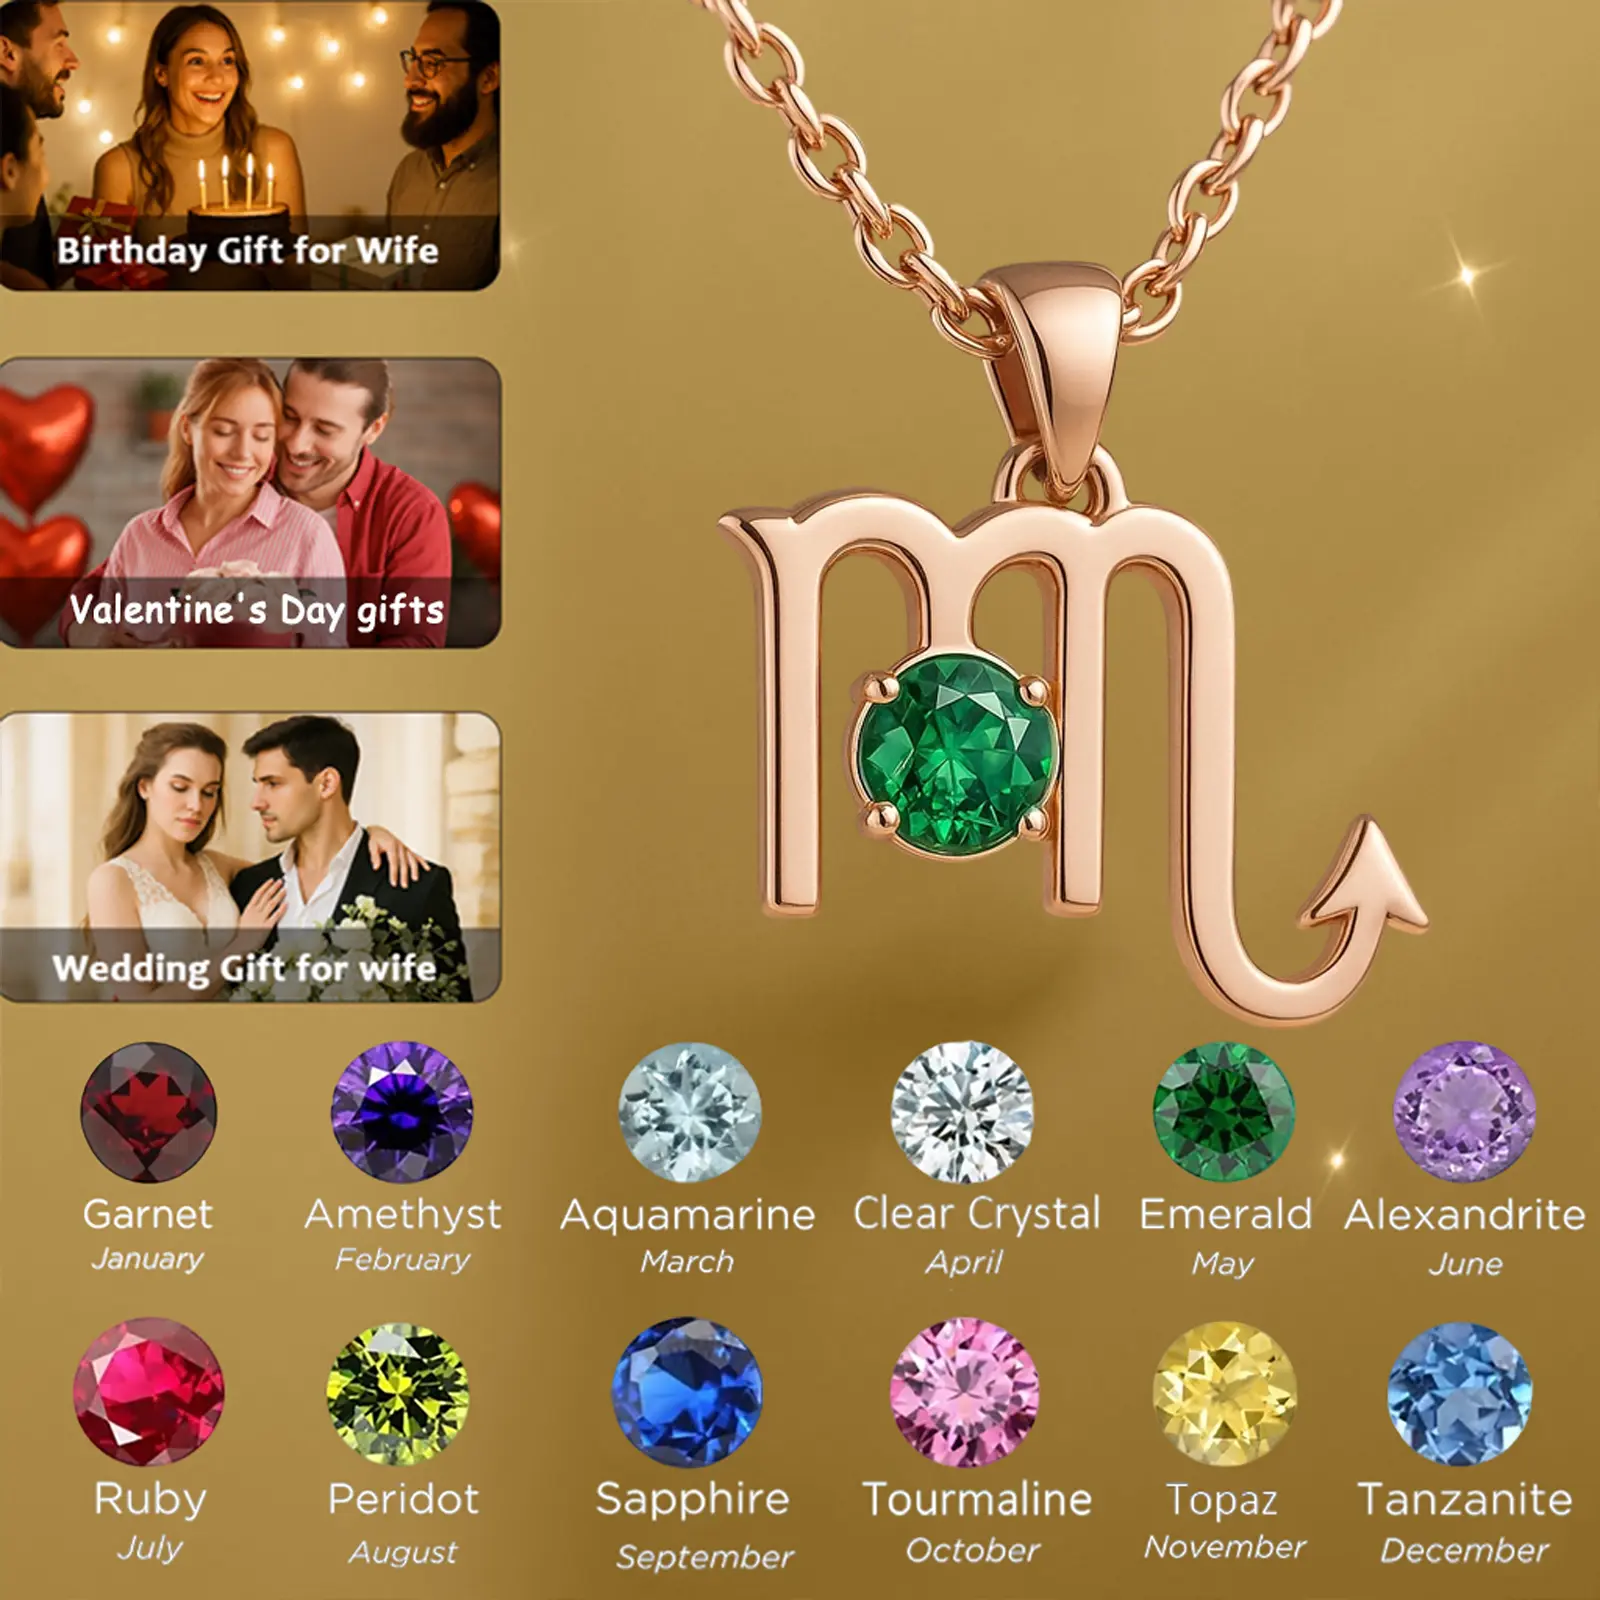 Birthday Gift for Wife
Valentine's Day gifts
Wedding Gift for wife
Garnet
January
Amethyst
February
Aquamarine
March
Clear Crystal
April
Emerald
May
Alexandrite
June
Ruby
July
Peridot
August
Sapphire
September
Tourmaline
October
Topaz
November
Tanzanite
December